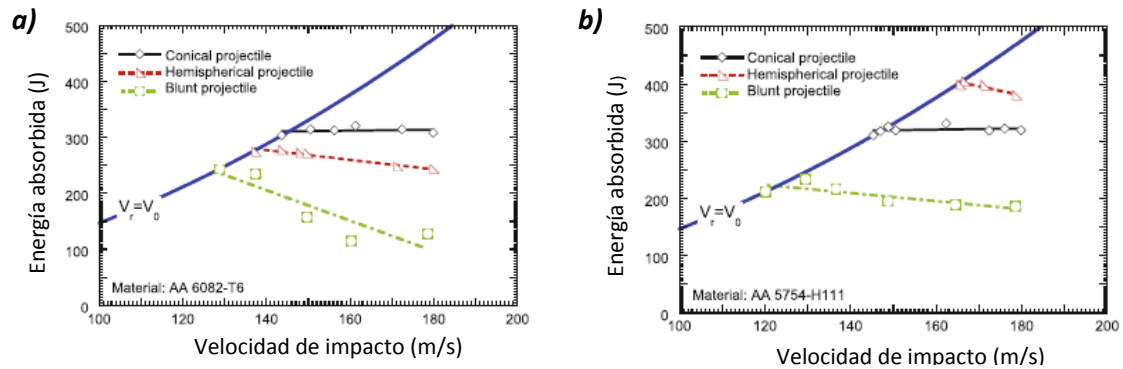 a)
500
400
300
200
100
0
Energía absorbida (J)
Conical projectile
Hemispherical projectile
Blunt projectile
V_r=V_0
Material: AA 6082-T6
100 120 140 160 180 200
Velocidad de impacto (m/s)
b)
500
400
300
200
100
0
Energía absorbida (J)
Conical projectile
Hemispherical projectile
Blunt projectile
V_r=V_0
Material: AA 5754-H111
100 120 140 160 180 200
Velocidad de impacto (m/s)